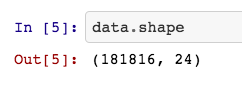 In [5]: data.shape
Out[5]: (181816, 24)